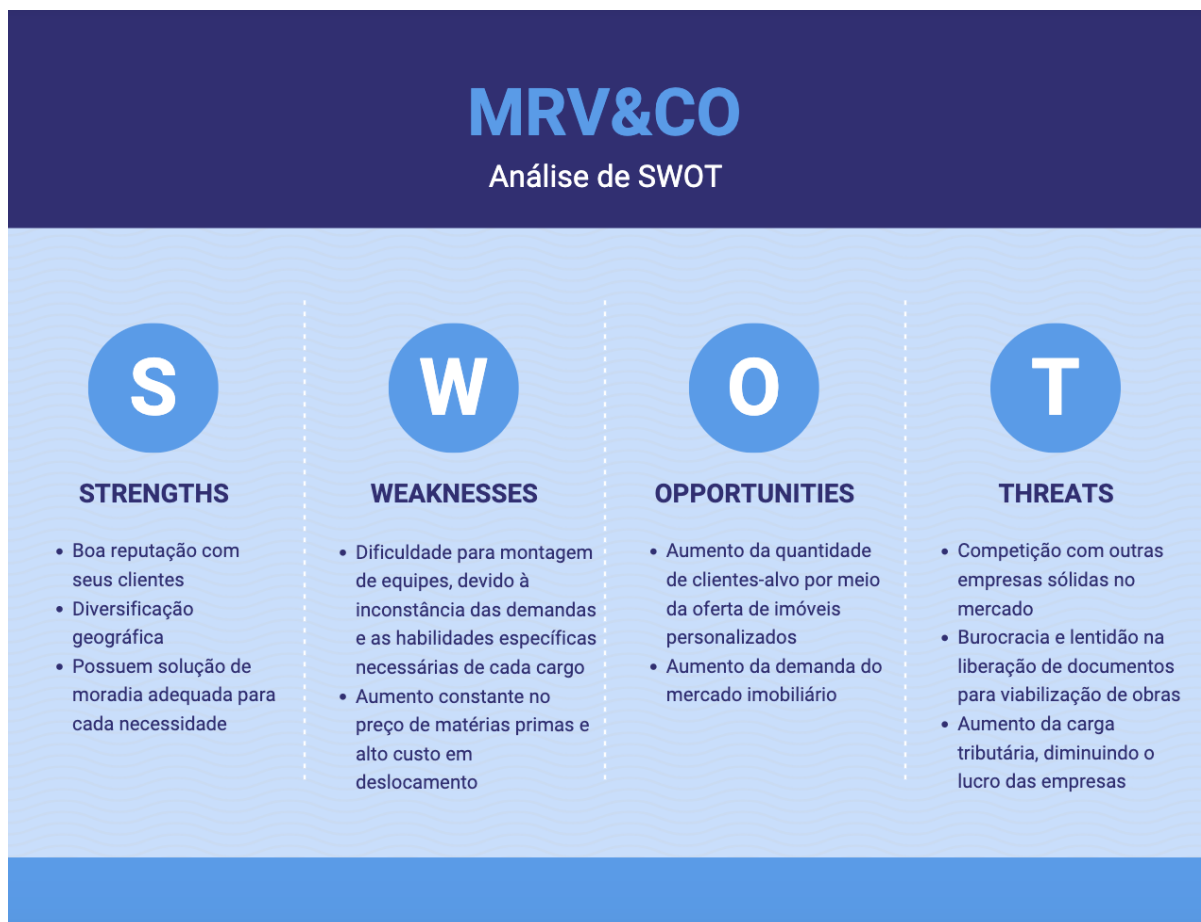 MRV&CO
Análise de SWOT
S
STRENGTHS
• Boa reputação com
seus clientes
• Diversificação
geográfica
• Possuem solução de
moradia adequada para
cada necessidade
W
WEAKNESSES
• Dificuldade para montagem
de equipes, devido à
inconstância das demandas
e as habilidades específicas
necessárias de cada cargo
• Aumento constante no
preço de matérias primas e
alto custo em
deslocamento
O
OPPORTUNITIES
• Aumento da quantidade
de clientes-alvo por meio
da oferta de imóveis
personalizados
• Aumento da demanda do
mercado imobiliário
T
THREATS
• Competição com outras
empresas sólidas no
mercado
• Burocracia e lentidão na
liberação de documentos
para viabilização de obras
• Aumento da carga
tributária, diminuindo o
lucro das empresas